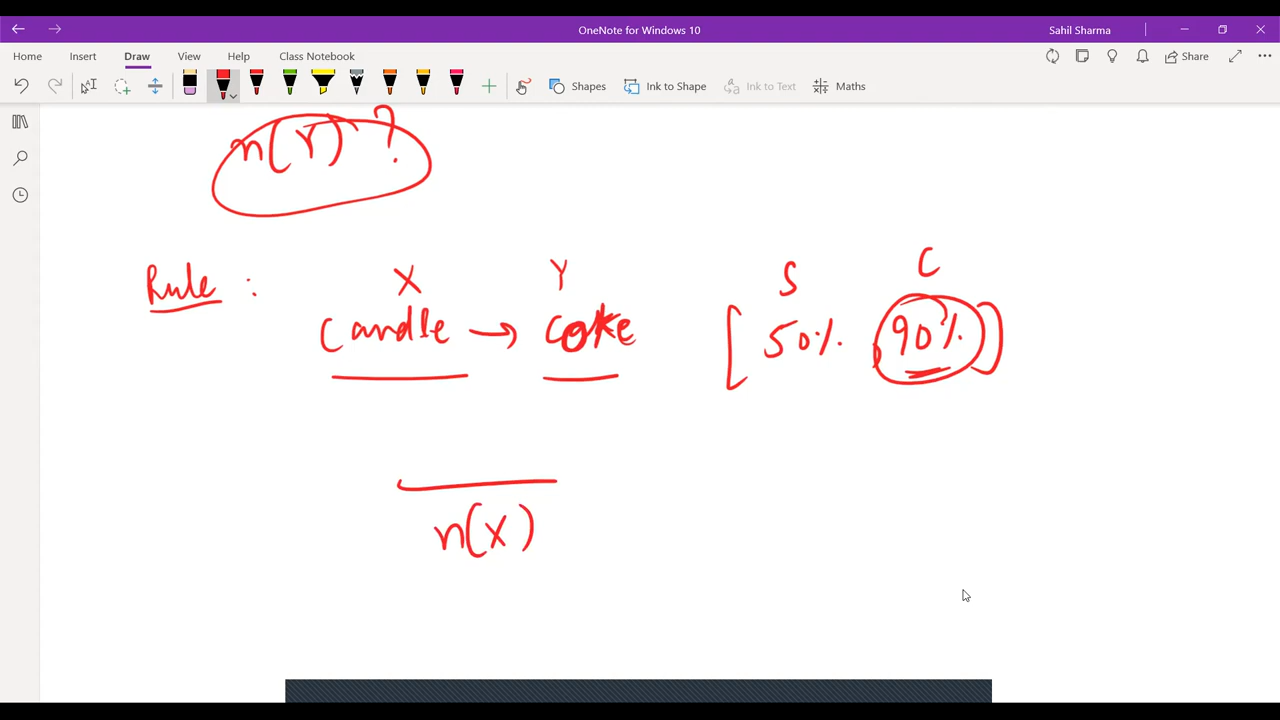 OneNote for Windows 10
Sahil Sharma
Home Insert Draw View Help Class Notebook
Share
Shapes Ink to Shape Ink to Text Maths
n(Y) ?
X Y S C
Rule : candle → coke [ 50% 90% ]
n(X)